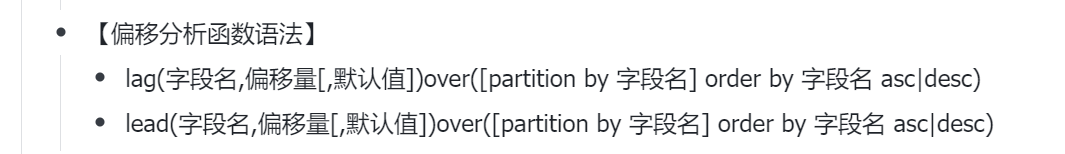 【偏移分析函数语法】
lag(字段名,偏移量[,默认值])over([partition by 字段名] order by 字段名 asc|desc)
lead(字段名,偏移量[,默认值])over([partition by 字段名] order by 字段名 asc|desc)